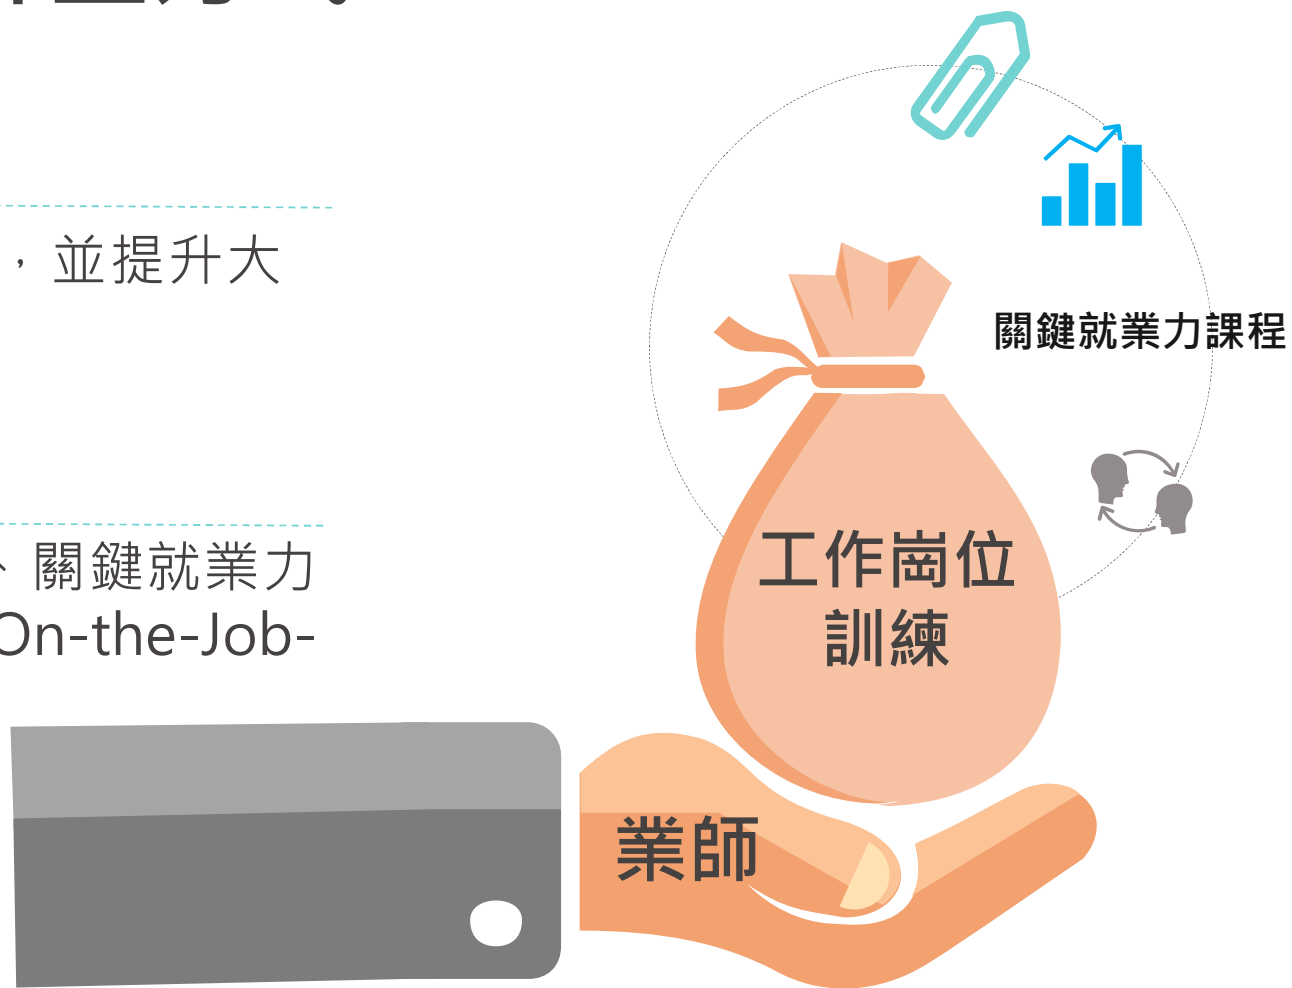 ，並提升大
關鍵就業力課程
、關鍵就業力
On-the-Job-
工作崗位
訓練
業師